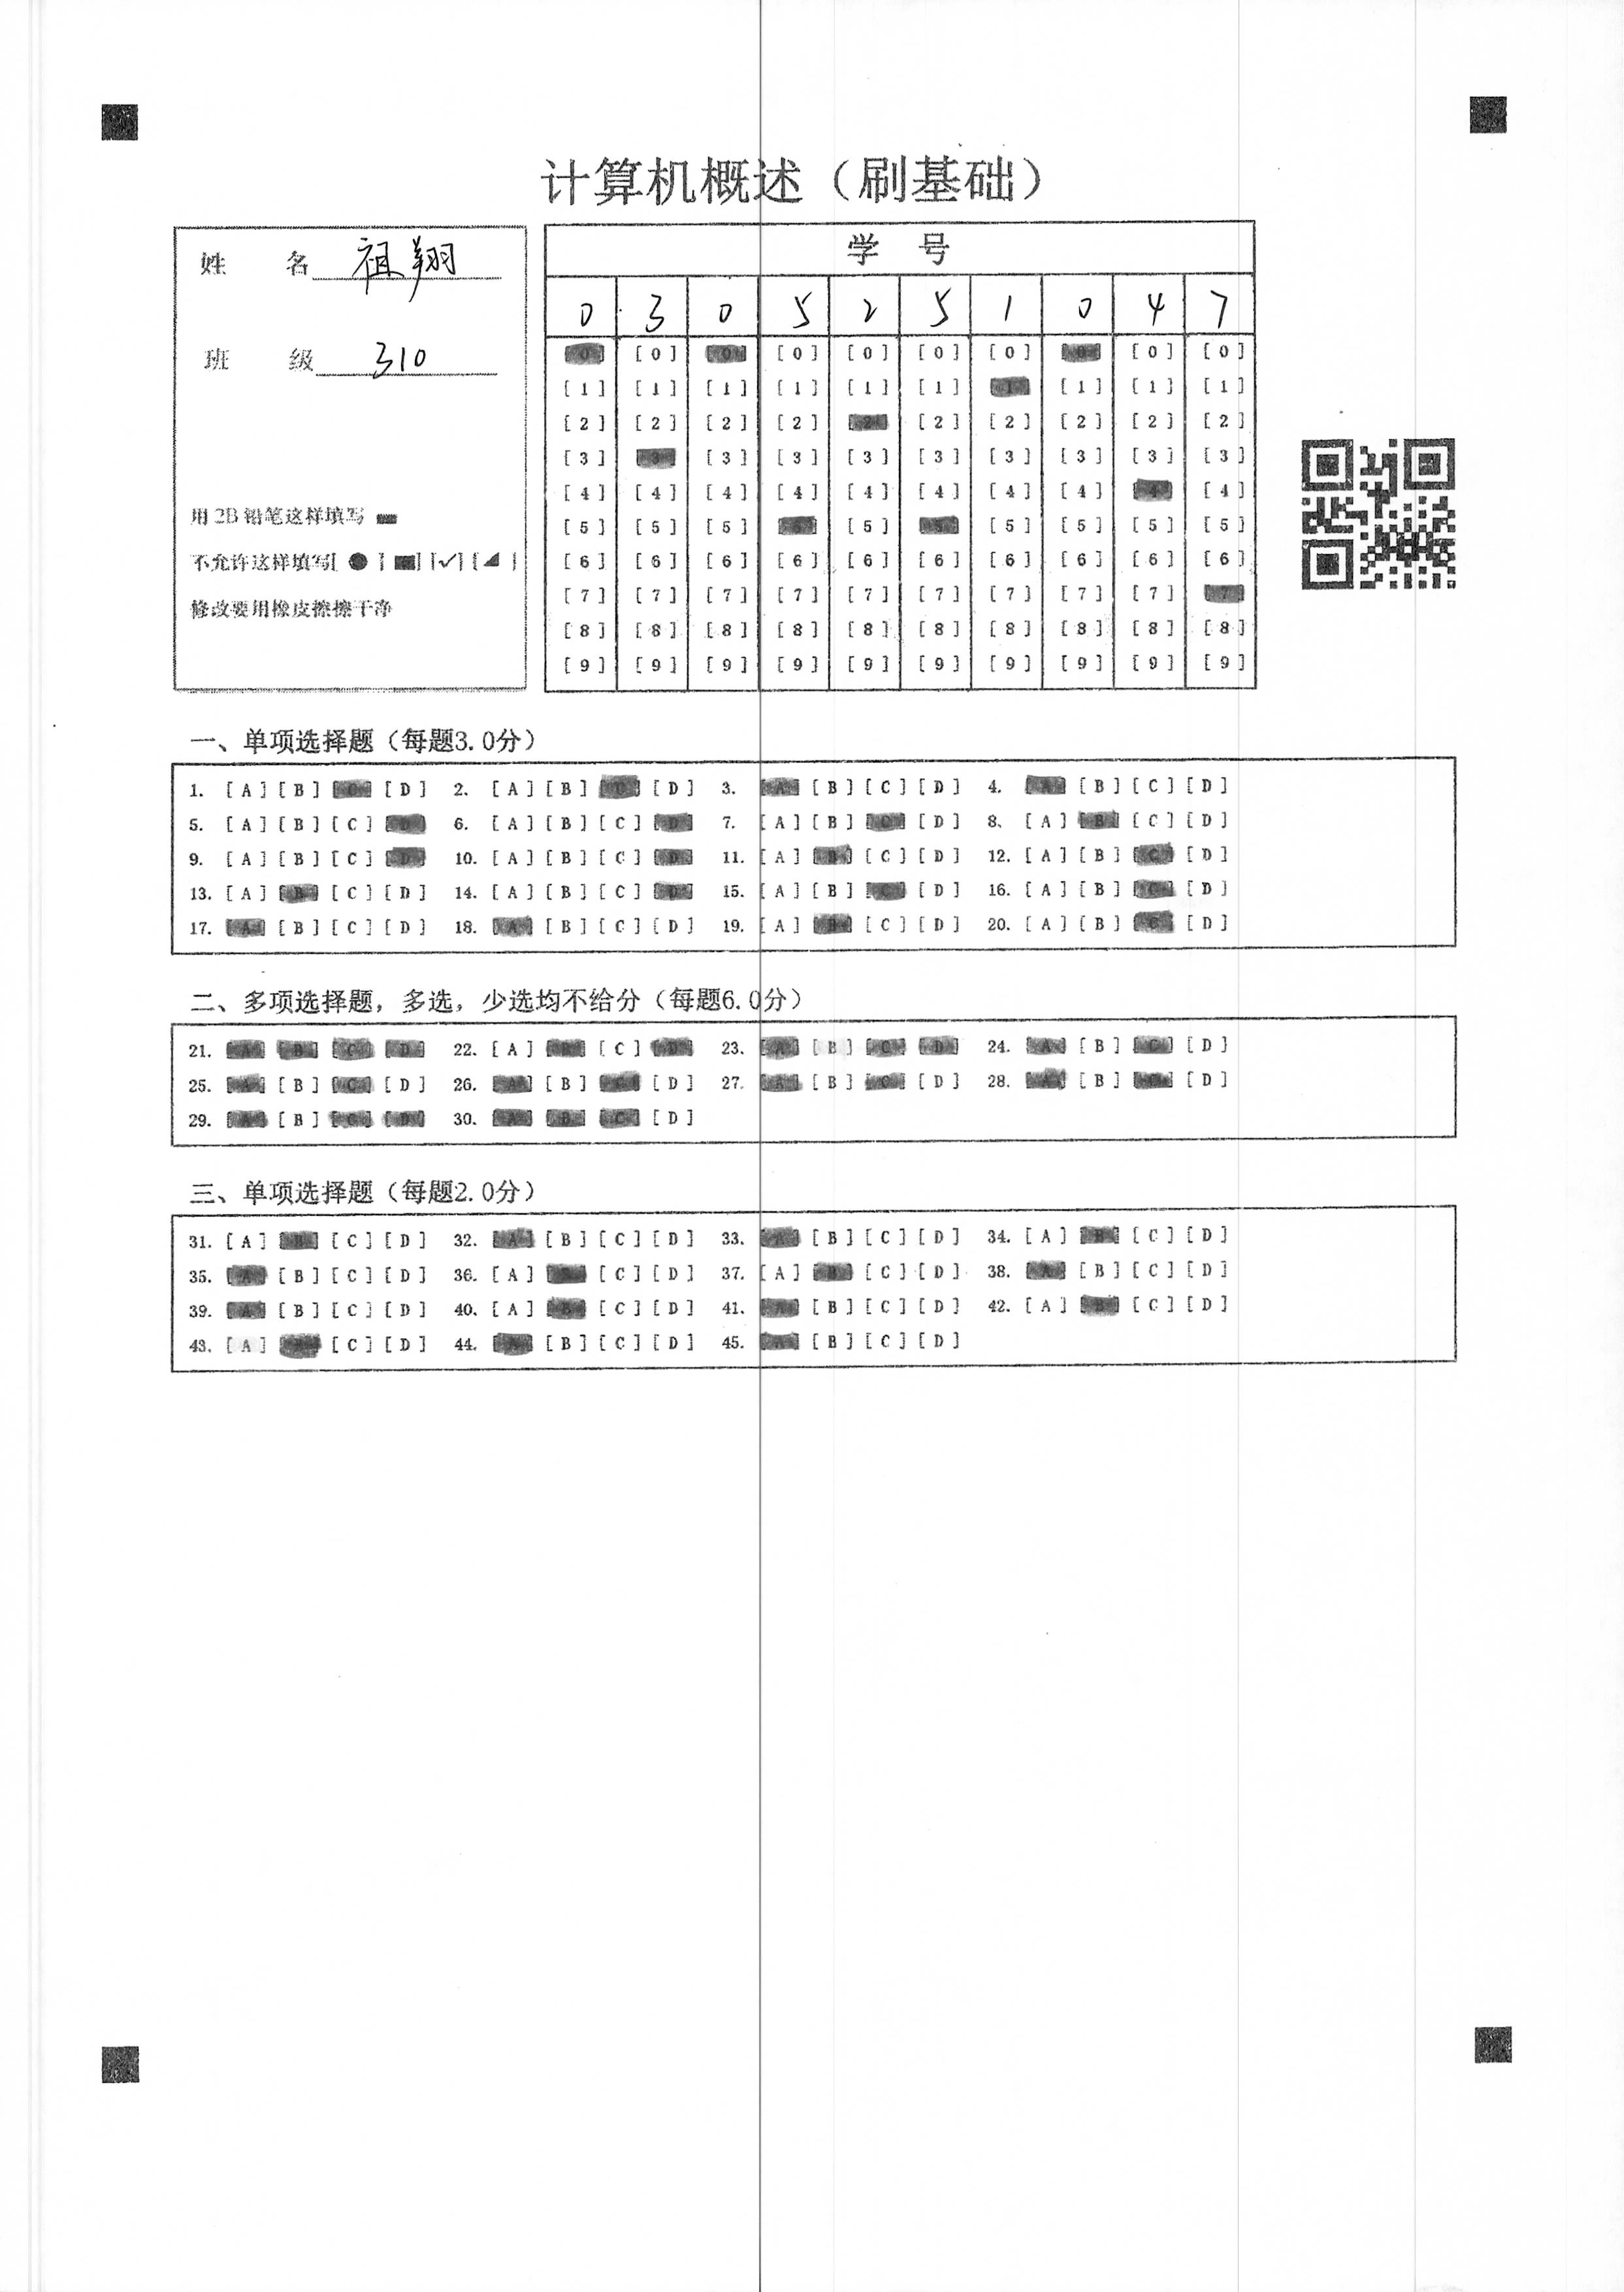 计算机概述（刷基础）
姓 名 祖翔
班 级 310
用2B铅笔这样填写
不允许这样填写[ ● ] [■] [✓] [◢ ]
修改要用橡皮擦擦干净
学 号
0 3 0 5 2 5 1 0 4 7
[0] [0] [0] [0] [0] [0] [0] [0] [0] [0]
[1] [1] [1] [1] [1] [1] [1] [1] [1] [1]
[2] [2] [2] [2] [2] [2] [2] [2] [2] [2]
[3] [3] [3] [3] [3] [3] [3] [3] [3] [3]
[4] [4] [4] [4] [4] [4] [4] [4] [4] [4]
[5] [5] [5] [5] [5] [5] [5] [5] [5] [5]
[6] [6] [6] [6] [6] [6] [6] [6] [6] [6]
[7] [7] [7] [7] [7] [7] [7] [7] [7] [7]
[8] [8] [8] [8] [8] [8] [8] [8] [8] [8]
[9] [9] [9] [9] [9] [9] [9] [9] [9] [9]
一、单项选择题（每题3.0分）
1. [A] [B] [C] [D] 2. [A] [B] [C] [D] 3. [A] [B] [C] [D] 4. [A] [B] [C] [D]
5. [A] [B] [C] [D] 6. [A] [B] [C] [D] 7. [A] [B] [C] [D] 8. [A] [B] [C] [D]
9. [A] [B] [C] [D] 10. [A] [B] [C] [D] 11. [A] [B] [C] [D] 12. [A] [B] [C] [D]
13. [A] [B] [C] [D] 14. [A] [B] [C] [D] 15. [A] [B] [C] [D] 16. [A] [B] [C] [D]
17. [A] [B] [C] [D] 18. [A] [B] [C] [D] 19. [A] [B] [C] [D] 20. [A] [B] [C] [D]
二、多项选择题，多选，少选均不给分（每题6.0分）
21. [A] [B] [C] [D] 22. [A] [B] [C] [D] 23. [A] [B] [C] [D] 24. [A] [B] [C] [D]
25. [A] [B] [C] [D] 26. [A] [B] [C] [D] 27. [A] [B] [C] [D] 28. [A] [B] [C] [D]
29. [A] [B] [C] [D] 30. [A] [B] [C] [D]
三、单项选择题（每题2.0分）
31. [A] [B] [C] [D] 32. [A] [B] [C] [D] 33. [A] [B] [C] [D] 34. [A] [B] [C] [D]
35. [A] [B] [C] [D] 36. [A] [B] [C] [D] 37. [A] [B] [C] [D] 38. [A] [B] [C] [D]
39. [A] [B] [C] [D] 40. [A] [B] [C] [D] 41. [A] [B] [C] [D] 42. [A] [B] [C] [D]
43. [A] [B] [C] [D] 44. [A] [B] [C] [D] 45. [A] [B] [C] [D]